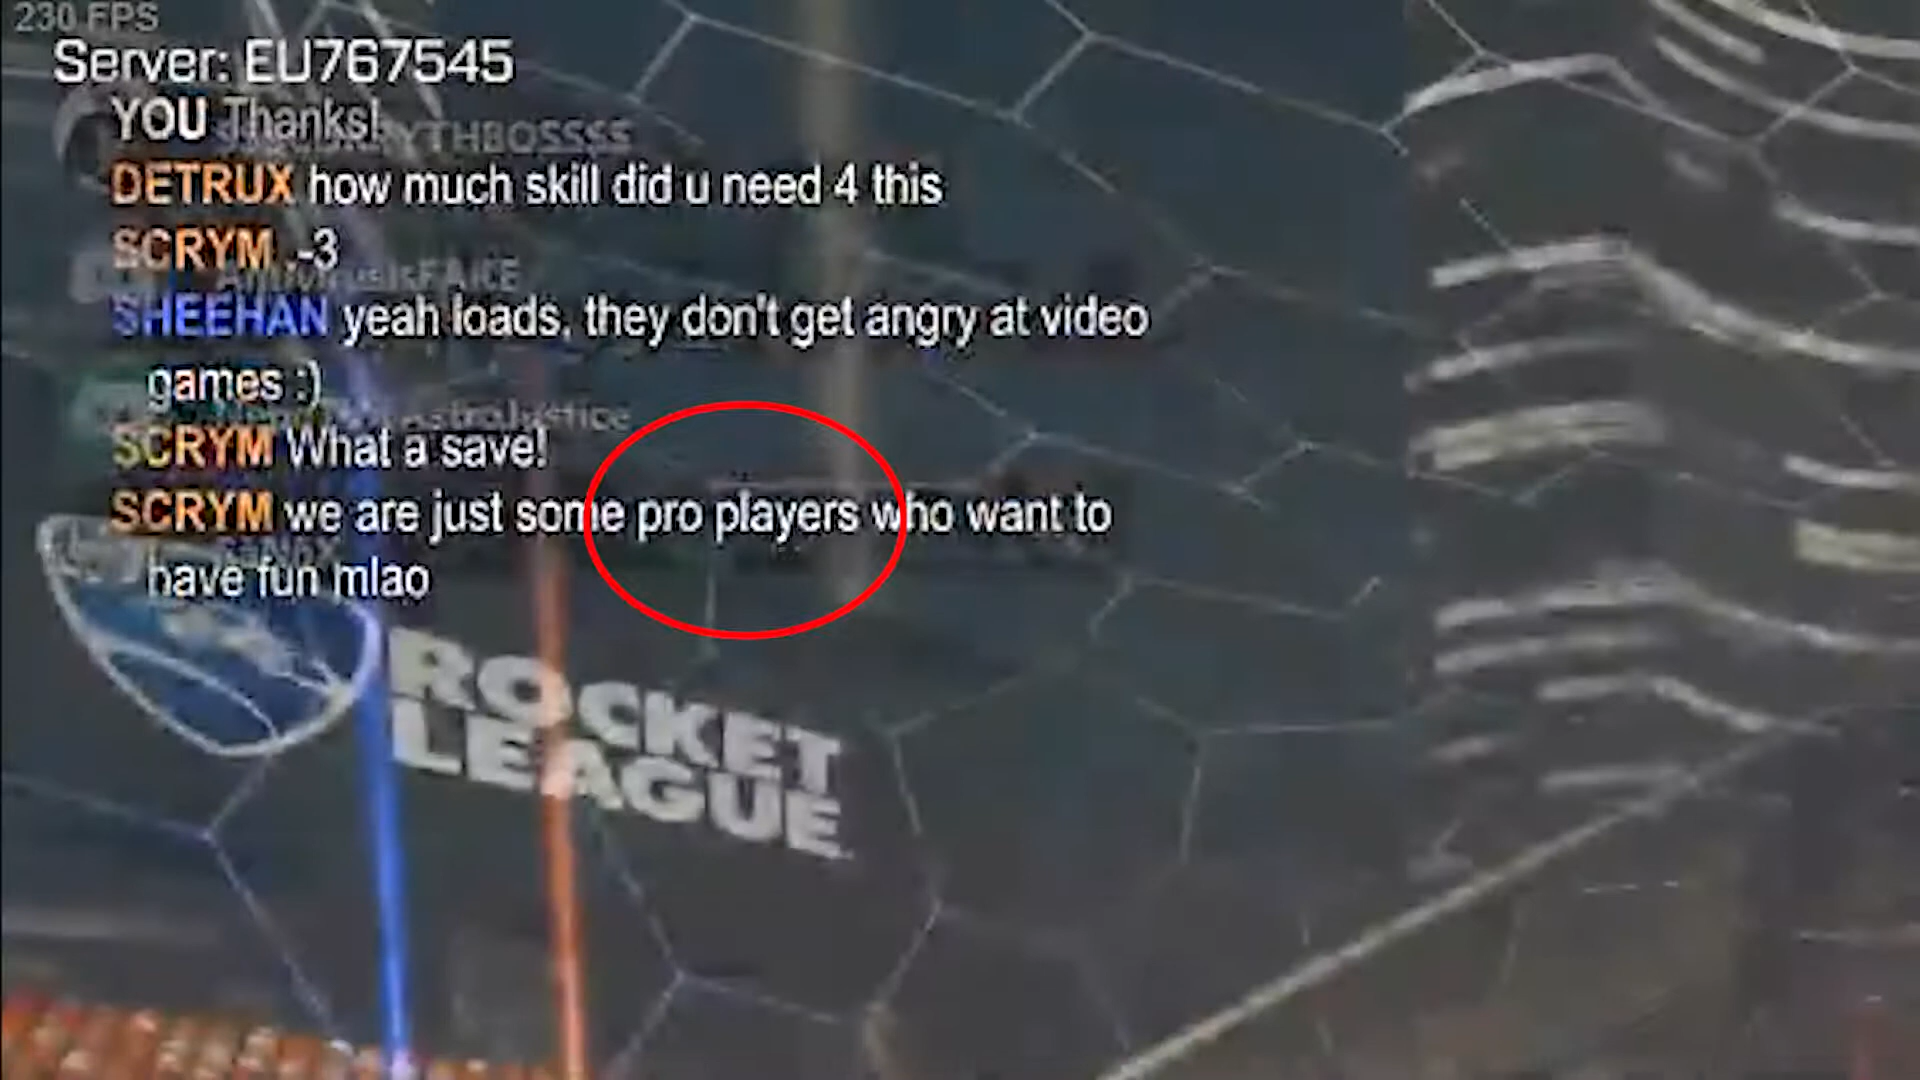 230 FPS
Server: EU767545
YOU Thanks!
DETRUX how much skill did u need 4 this
SCRYM .-3
SHEEHAN yeah loads, they don't get angry at video
games :)
SCRYM What a save!
SCRYM we are just some pro players who want to
have fun mlao
ROCKET
LEAGUE